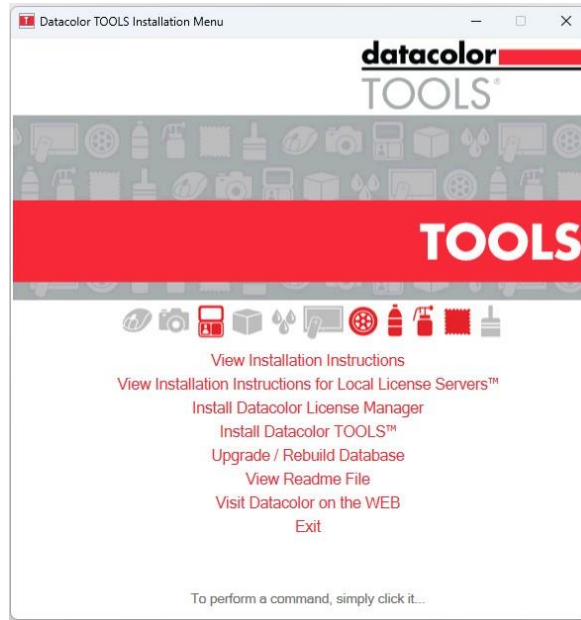 Datacolor TOOLS Installation Menu
datacolor
TOOLS®
TOOLS
View Installation Instructions
View Installation Instructions for Local License Servers™
Install Datacolor License Manager
Install Datacolor TOOLS™
Upgrade / Rebuild Database
View Readme File
Visit Datacolor on the WEB
Exit
To perform a command, simply click it...